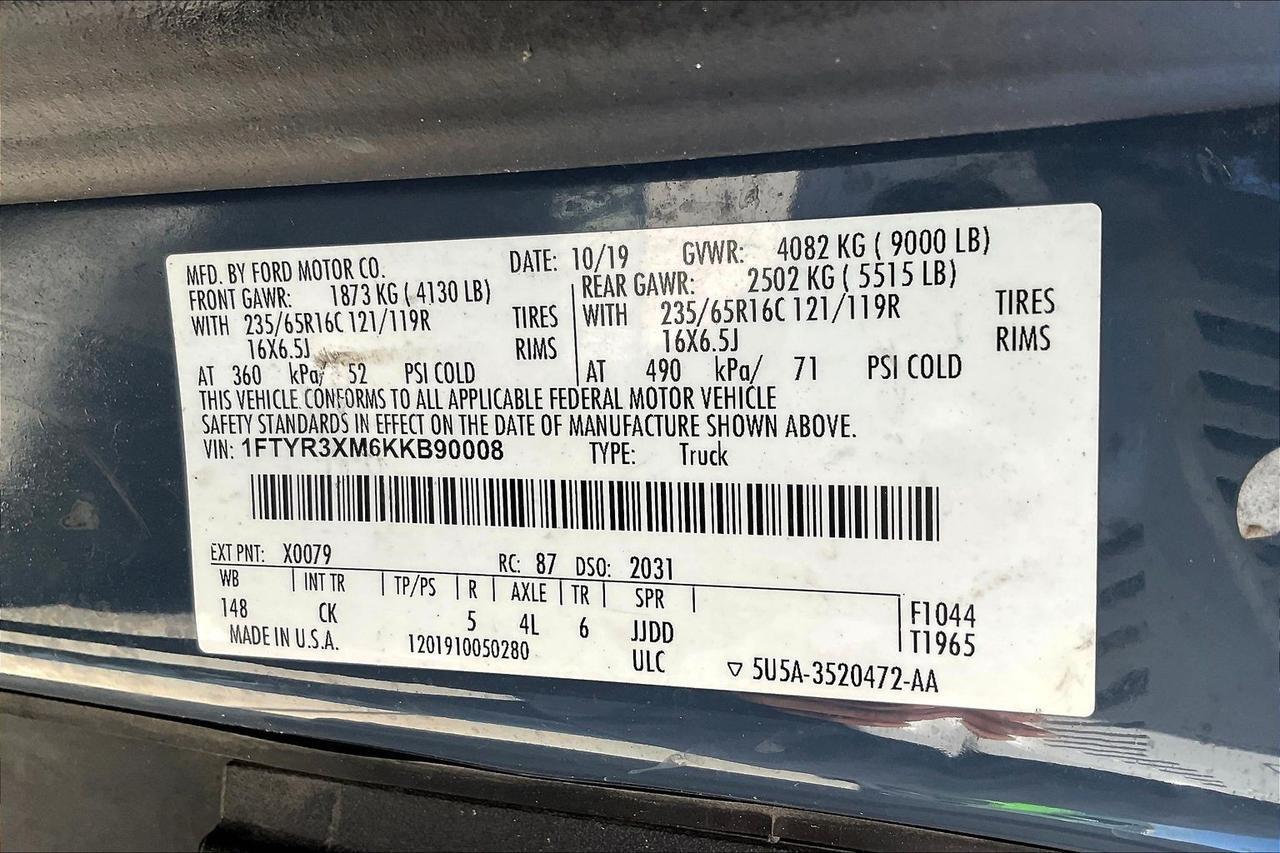 MFD. BY FORD MOTOR CO. DATE: 10/19 GVWR: 4082 KG ( 9000 LB)
FRONT GAWR: 1873 KG ( 4130 LB) REAR GAWR: 2502 KG ( 5515 LB)
WITH 235/65R16C 121/119R TIRES WITH 235/65R16C 121/119R TIRES
16X6.5J RIMS 16X6.5J RIMS
AT 360 kPa/ 52 PSI COLD AT 490 kPa/ 71 PSI COLD
THIS VEHICLE CONFORMS TO ALL APPLICABLE FEDERAL MOTOR VEHICLE
SAFETY STANDARDS IN EFFECT ON THE DATE OF MANUFACTURE SHOWN ABOVE.
VIN: 1FTYR3XM6KKB90008 TYPE: Truck
EXT PNT: X0079 RC: 87 DSO: 2031
WB INT TR TP/PS R AXLE TR SPR F1044
148 CK 5 4L 6 JJDD T1965
MADE IN U.S.A. 1201910050280 ULC ▽ 5U5A-3520472-AA